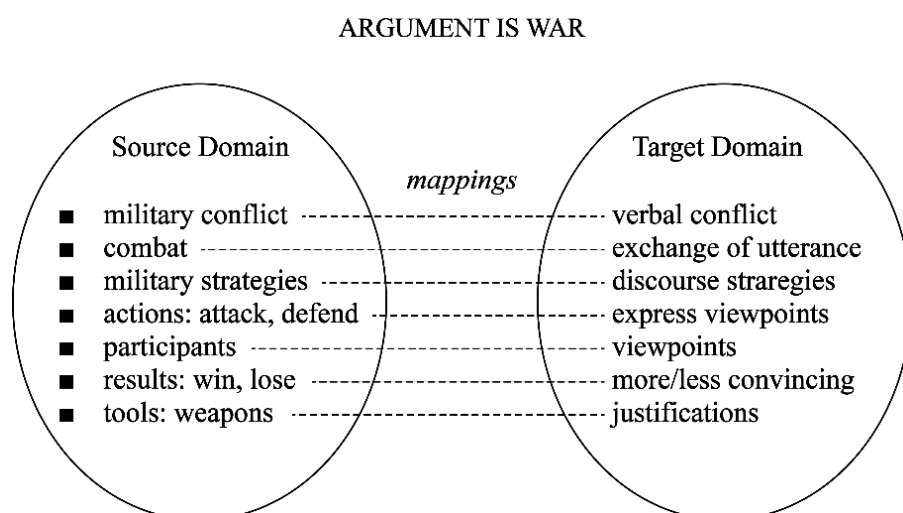 ARGUMENT IS WAR
Source Domain
Target Domain
mappings
military conflict verbal conflict
combat exchange of utterance
military strategies discourse straregies
actions: attack, defend express viewpoints
participants viewpoints
results: win, lose more/less convincing
tools: weapons justifications